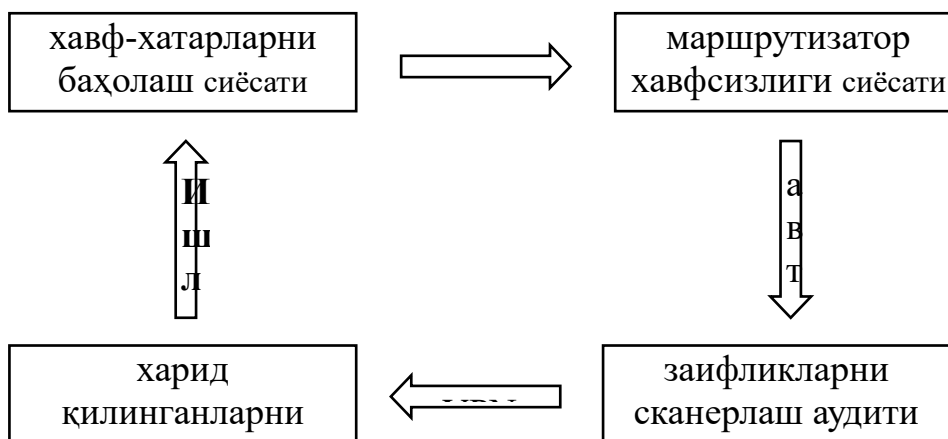 хавф-хатарларни
баҳолаш сиёсати
маршрутизатор
хавфсизлиги сиёсати
И
ш
л
а
в
т
харид
қилинганларни
заифликларни
сканерлаш аудити